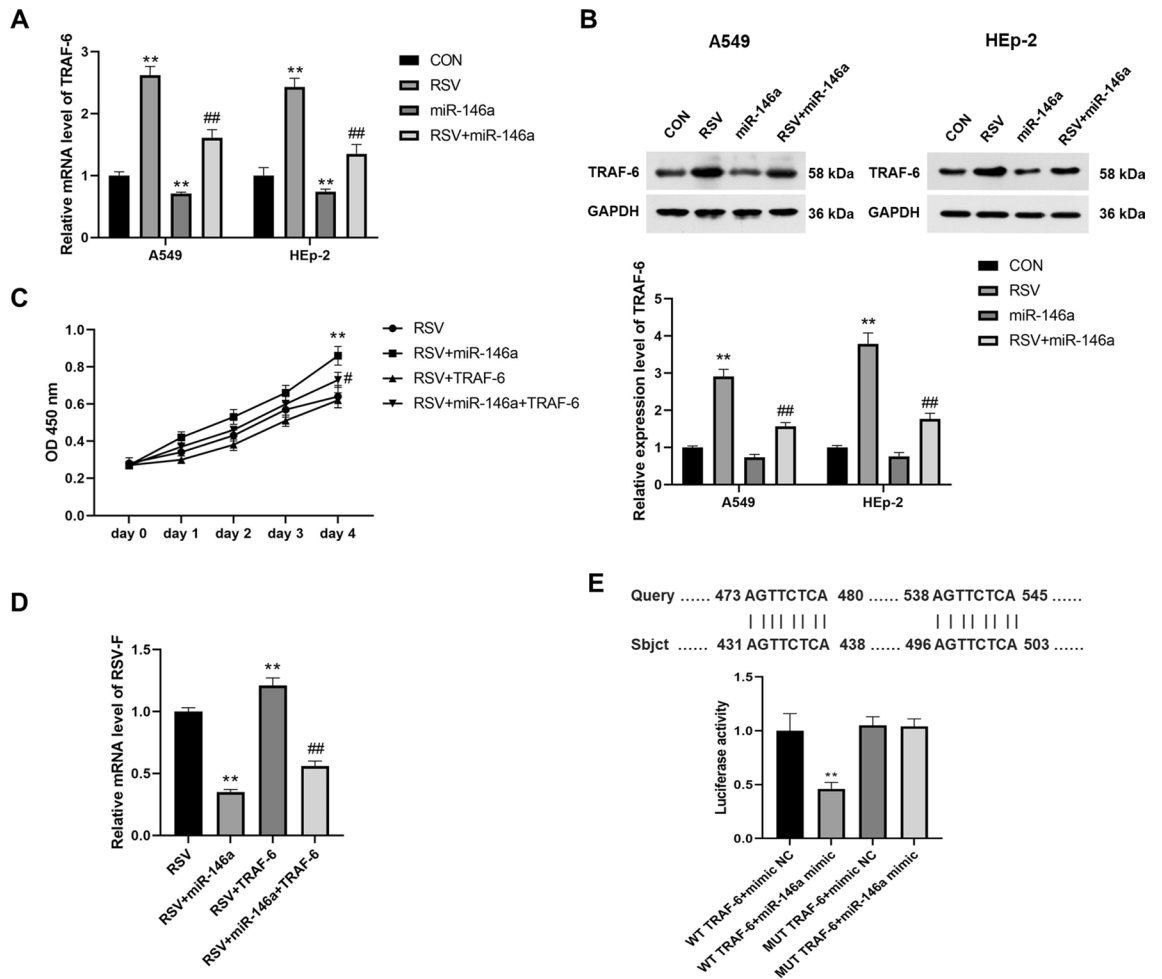 A
Relative mRNA level of TRAF-6
3
2
1
0
**
**
##
**
**
##
A549
HEp-2
CON
RSV
miR-146a
RSV+miR-146a
B
A549
HEp-2
CON
RSV
miR-146a
RSV+miR-146a
CON
RSV
miR-146a
RSV+miR-146a
TRAF-6
58 kDa
TRAF-6
58 kDa
GAPDH
36 kDa
GAPDH
36 kDa
Relative expression level of TRAF-6
5
4
3
2
1
0
**
##
**
##
A549
HEp-2
CON
RSV
miR-146a
RSV+miR-146a
C
OD 450 nm
1.0
0.8
0.6
0.4
0.2
0.0
**
#
day 0
day 1
day 2
day 3
day 4
RSV
RSV+miR-146a
RSV+TRAF-6
RSV+miR-146a+TRAF-6
D
Relative mRNA level of RSV-F
1.5
1.0
0.5
0.0
**
**
##
RSV
RSV+miR-146a
RSV+TRAF-6
RSV+miR-146a+TRAF-6
E
Query ...... 473 AGTTCTCA 480 ...... 538 AGTTCTCA 545 ......
| ||| || || | | || || ||
Sbjct ...... 431 AGTTCTCA 438 ...... 496 AGTTCTCA 503 ......
Luciferase activity
1.5
1.0
0.5
0.0
**
WT TRAF-6+mimic NC
WT TRAF-6+miR-146a mimic
MUT TRAF-6+mimic NC
MUT TRAF-6+miR-146a mimic